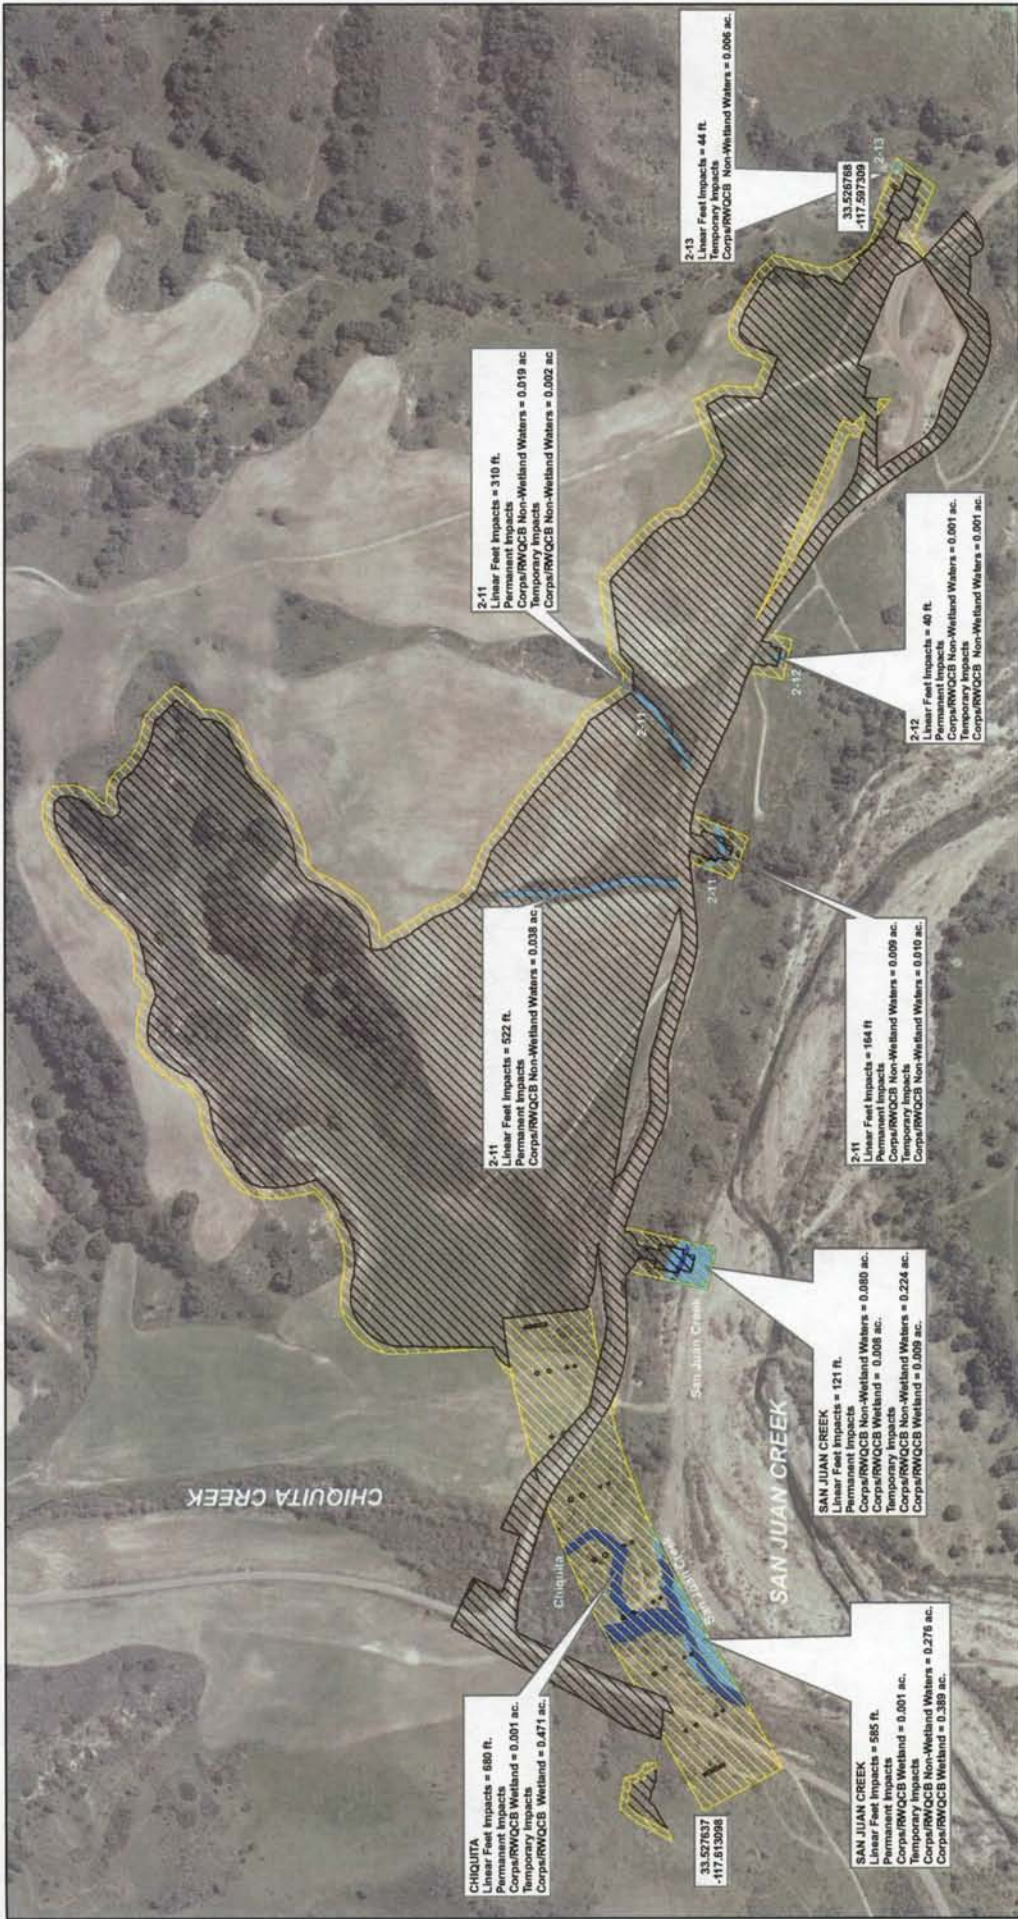 CHIQUITA
Linear Feet Impacts = 680 ft.
Permanent Impacts
Corps/RWQCB Wetland = 0.001 ac.
Temporary Impacts
Corps/RWQCB Wetland = 0.471 ac.
2-11
Linear Feet Impacts = 522 ft.
Permanent Impacts
Corps/RWQCB Non-Wetland Waters = 0.038 ac
2-11
Linear Feet Impacts = 310 ft.
Permanent Impacts
Corps/RWQCB Non-Wetland Waters = 0.019 ac
Temporary Impacts
Corps/RWQCB Non-Wetland Waters = 0.002 ac
2-13
Linear Feet Impacts = 44 ft.
Temporary Impacts
Corps/RWQCB Non-Wetland Waters = 0.006 ac.
33.526768
-117.597309
2-13
CHIQUITA CREEK
Chiquita
2-11
2-11
2-12
San Juan Creek
San Juan Creek
SAN JUAN CREEK
33.527637
-117.613098
SAN JUAN CREEK
Linear Feet Impacts = 585 ft.
Permanent Impacts
Corps/RWQCB Wetland = 0.001 ac.
Temporary Impacts
Corps/RWQCB Non-Wetland Waters = 0.276 ac.
Corps/RWQCB Wetland = 0.389 ac.
SAN JUAN CREEK
Linear Feet Impacts = 121 ft.
Permanent Impacts
Corps/RWQCB Non-Wetland Waters = 0.080 ac.
Corps/RWQCB Wetland = 0.008 ac.
Temporary Impacts
Corps/RWQCB Non-Wetland Waters = 0.224 ac.
Corps/RWQCB Wetland = 0.009 ac.
2-11
Linear Feet Impacts = 164 ft
Permanent Impacts
Corps/RWQCB Non-Wetland Waters = 0.009 ac.
Temporary Impacts
Corps/RWQCB Non-Wetland Waters = 0.010 ac.
2-12
Linear Feet Impacts = 40 ft.
Permanent Impacts
Corps/RWQCB Non-Wetland Waters = 0.001 ac.
Temporary Impacts
Corps/RWQCB Non-Wetland Waters = 0.001 ac.